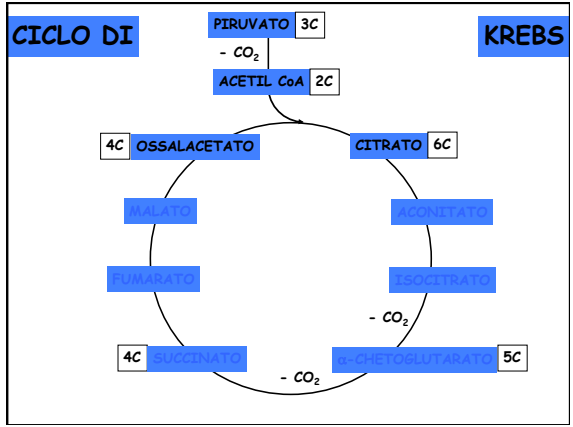 CICLO DI KREBS
PIRUVATO 3C
- CO₂
ACETIL CoA 2C
4C OSSALACETATO
CITRATO 6C
MALATO
ACONITATO
FUMARATO
ISOCITRATO
- CO₂
4C SUCCINATO
α-CHETOGLUTARATO 5C
- CO₂